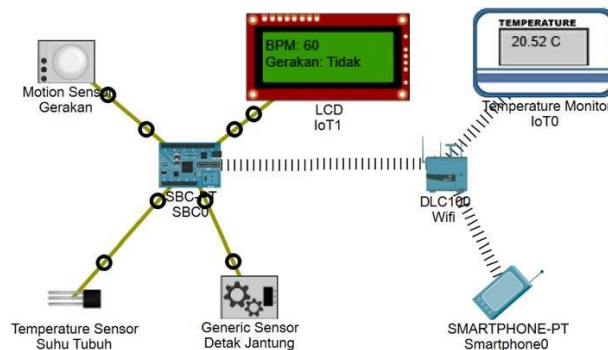 BPM: 60
Gerakan: Tidak
TEMPERATURE
20.52 C
Motion Sensor
Gerakan
LCD
IoT1
Temperature Monitor
IoT0
SBC-PT
SBC0
DLC100
Wifi
Temperature Sensor
Suhu Tubuh
Generic Sensor
Detak Jantung
SMARTPHONE-PT
Smartphone0